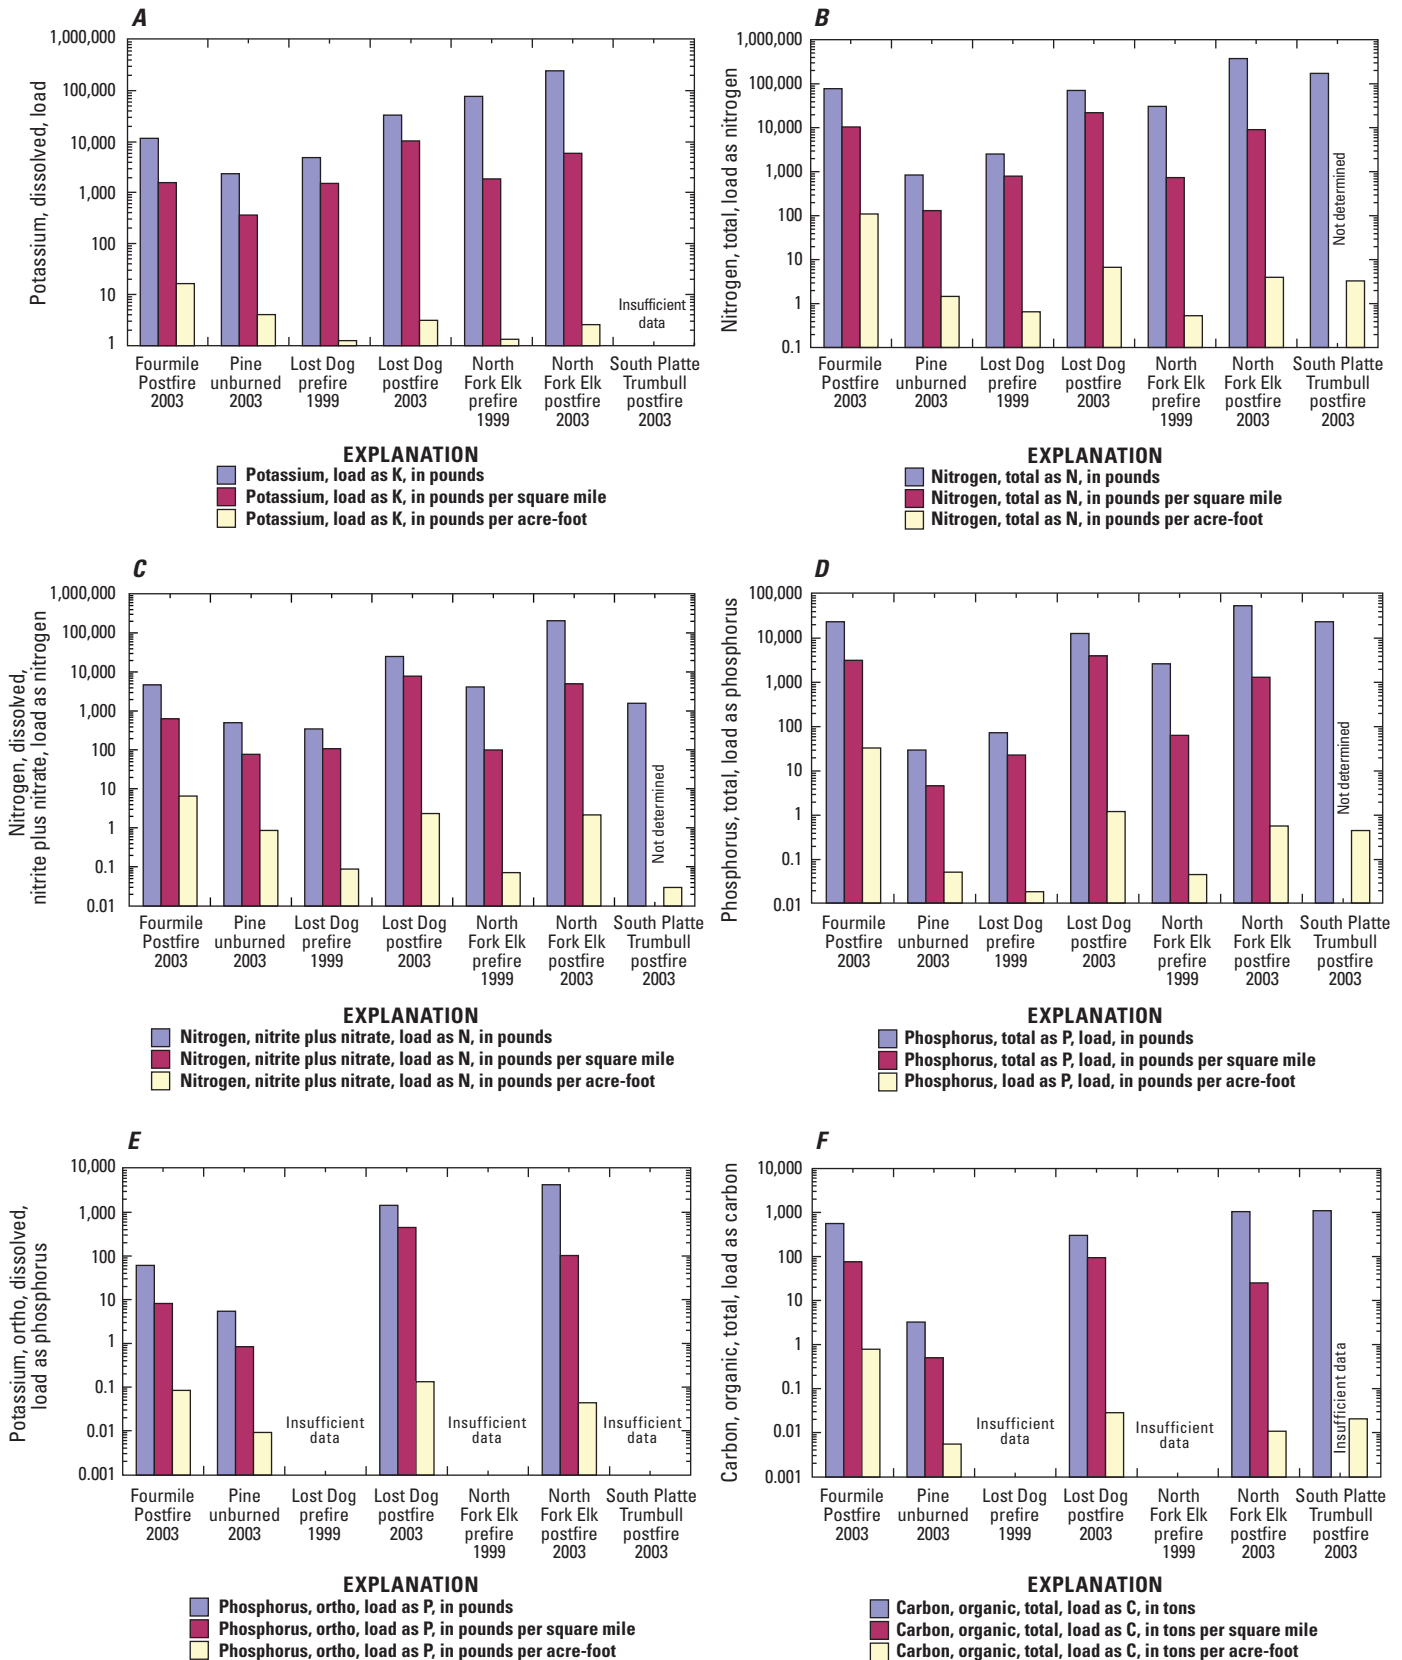 A
1,000,000
100,000
10,000
1,000
100
10
1
Potassium, dissolved, load
Insufficient
data
Fourmile
Postfire
2003
Pine
unburned
2003
Lost Dog
prefire
1999
Lost Dog
postfire
2003
North
Fork Elk
prefire
1999
North
Fork Elk
postfire
2003
South Platte
Trumbull
postfire
2003
EXPLANATION
Potassium, load as K, in pounds
Potassium, load as K, in pounds per square mile
Potassium, load as K, in pounds per acre-foot
B
1,000,000
100,000
10,000
1,000
100
10
1
0.1
Nitrogen, total, load as nitrogen
Not determined
Fourmile
Postfire
2003
Pine
unburned
2003
Lost Dog
prefire
1999
Lost Dog
postfire
2003
North
Fork Elk
prefire
1999
North
Fork Elk
postfire
2003
South Platte
Trumbull
postfire
2003
EXPLANATION
Nitrogen, total as N, in pounds
Nitrogen, total as N, in pounds per square mile
Nitrogen, total as N, in pounds per acre-foot
C
1,000,000
100,000
10,000
1,000
100
10
1
0.1
0.01
Nitrogen, dissolved,
nitrite plus nitrate, load as nitrogen
Not determined
Fourmile
Postfire
2003
Pine
unburned
2003
Lost Dog
prefire
1999
Lost Dog
postfire
2003
North
Fork Elk
prefire
1999
North
Fork Elk
postfire
2003
South Platte
Trumbull
postfire
2003
EXPLANATION
Nitrogen, nitrite plus nitrate, load as N, in pounds
Nitrogen, nitrite plus nitrate, load as N, in pounds per square mile
Nitrogen, nitrite plus nitrate, load as N, in pounds per acre-foot
D
100,000
10,000
1,000
100
10
1
0.1
0.01
Phosphorus, total, load as phosphorus
Not determined
Fourmile
Postfire
2003
Pine
unburned
2003
Lost Dog
prefire
1999
Lost Dog
postfire
2003
North
Fork Elk
prefire
1999
North
Fork Elk
postfire
2003
South Platte
Trumbull
postfire
2003
EXPLANATION
Phosphorus, total as P, load, in pounds
Phosphorus, total as P, load, in pounds per square mile
Phosphorus, load as P, load, in pounds per acre-foot
E
10,000
1,000
100
10
1
0.1
0.01
0.001
Potassium, ortho, dissolved,
load as phosphorus
Insufficient
data
Insufficient
data
Insufficient
data
Fourmile
Postfire
2003
Pine
unburned
2003
Lost Dog
prefire
1999
Lost Dog
postfire
2003
North
Fork Elk
prefire
1999
North
Fork Elk
postfire
2003
South Platte
Trumbull
postfire
2003
EXPLANATION
Phosphorus, ortho, load as P, in pounds
Phosphorus, ortho, load as P, in pounds per square mile
Phosphorus, ortho, load as P, in pounds per acre-foot
F
10,000
1,000
100
10
1
0.1
0.01
0.001
Carbon, organic, total, load as carbon
Insufficient
data
Insufficient
data
Insufficient data
Fourmile
Postfire
2003
Pine
unburned
2003
Lost Dog
prefire
1999
Lost Dog
postfire
2003
North
Fork Elk
prefire
1999
North
Fork Elk
postfire
2003
South Platte
Trumbull
postfire
2003
EXPLANATION
Carbon, organic, total, load as C, in tons
Carbon, organic, total, load as C, in tons per square mile
Carbon, organic, total, load as C, in tons per acre-foot